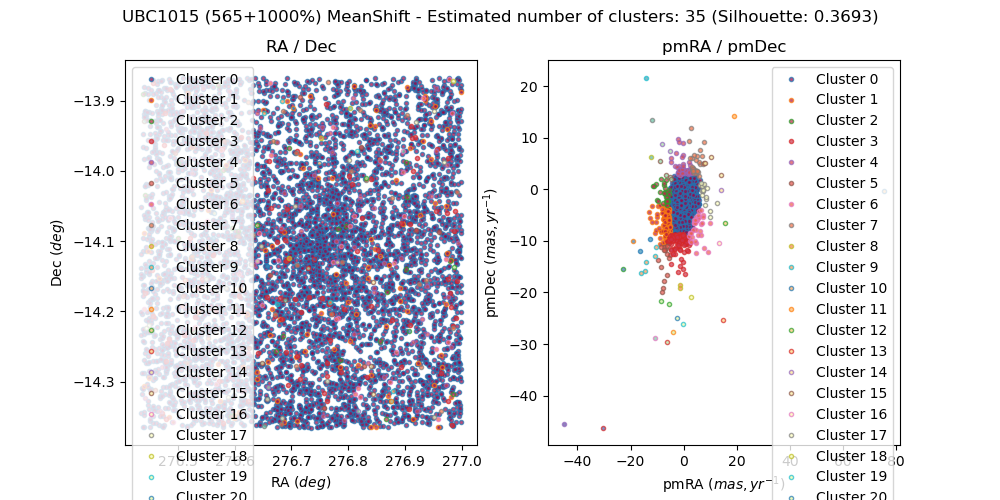 UBC1015 (565+1000%) MeanShift - Estimated number of clusters: 35 (Silhouette: 0.3693)
RA / Dec
Dec (deg)
−13.9
−14.0
−14.1
−14.2
−14.3
Cluster 0
Cluster 1
Cluster 2
Cluster 3
Cluster 4
Cluster 5
Cluster 6
Cluster 7
Cluster 8
Cluster 9
Cluster 10
Cluster 11
Cluster 12
Cluster 13
Cluster 14
Cluster 15
Cluster 16
Cluster 17
Cluster 18
Cluster 19
Cluster 20
276.5 276.6 276.7 276.8 276.9 277.0
RA (deg)
pmRA / pmDec
pmDec (mas, yr⁻¹)
20
10
0
−10
−20
−30
−40
Cluster 0
Cluster 1
Cluster 2
Cluster 3
Cluster 4
Cluster 5
Cluster 6
Cluster 7
Cluster 8
Cluster 9
Cluster 10
Cluster 11
Cluster 12
Cluster 13
Cluster 14
Cluster 15
Cluster 16
Cluster 17
Cluster 18
Cluster 19
Cluster 20
−40 −20 0 20 40 60 80
pmRA (mas, yr⁻¹)